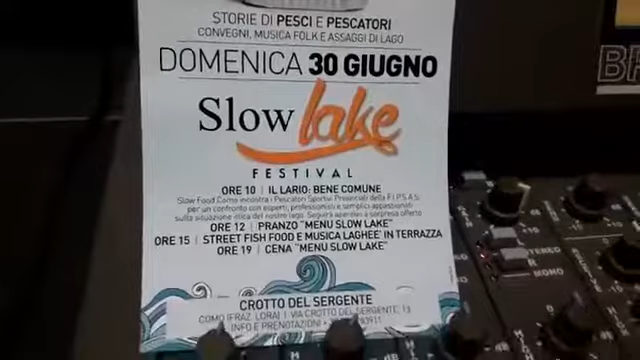 STORIE DI PESCI E PESCATORI
CONVEGNI, MUSICA FOLK E ASSAGGI DI LAGO
DOMENICA 30 GIUGNO
Slow lake
FESTIVAL
ORE 10 | IL LARIO: BENE COMUNE
Slow Food Como incontra i Pescatori Sportivi Provinciali della F.I.P.S.A.S.
per un confronto con esperti, professionisti e semplici appassionati
sulla situazione ittica del nostro lago. Seguirà aperitivo a sorpresa offerto
ORE 12 | PRANZO "MENU SLOW LAKE"
ORE 15 | STREET FISH FOOD E MUSICA LAGHEE' IN TERRAZZA
ORE 19 | CENA "MENU SLOW LAKE"
CROTTO DEL SERGENTE
COMO (FRAZ. LORA) | VIA CROTTO DEL SERGENTE, 13
INFO E PRENOTAZIONI
STEREO
MONO